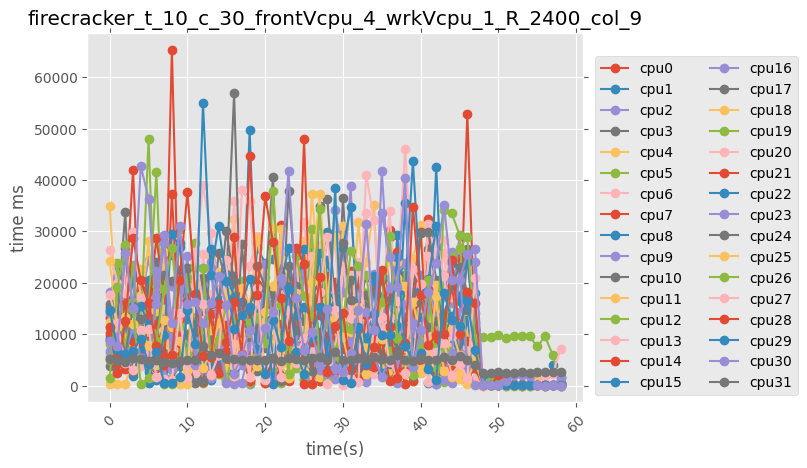 firecracker_t_10_c_30_frontVcpu_4_wrkVcpu_1_R_2400_col_9
time ms
60000
50000
40000
30000
20000
10000
0
0
10
20
30
40
50
60
time(s)
cpu0
cpu1
cpu2
cpu3
cpu4
cpu5
cpu6
cpu7
cpu8
cpu9
cpu10
cpu11
cpu12
cpu13
cpu14
cpu15
cpu16
cpu17
cpu18
cpu19
cpu20
cpu21
cpu22
cpu23
cpu24
cpu25
cpu26
cpu27
cpu28
cpu29
cpu30
cpu31